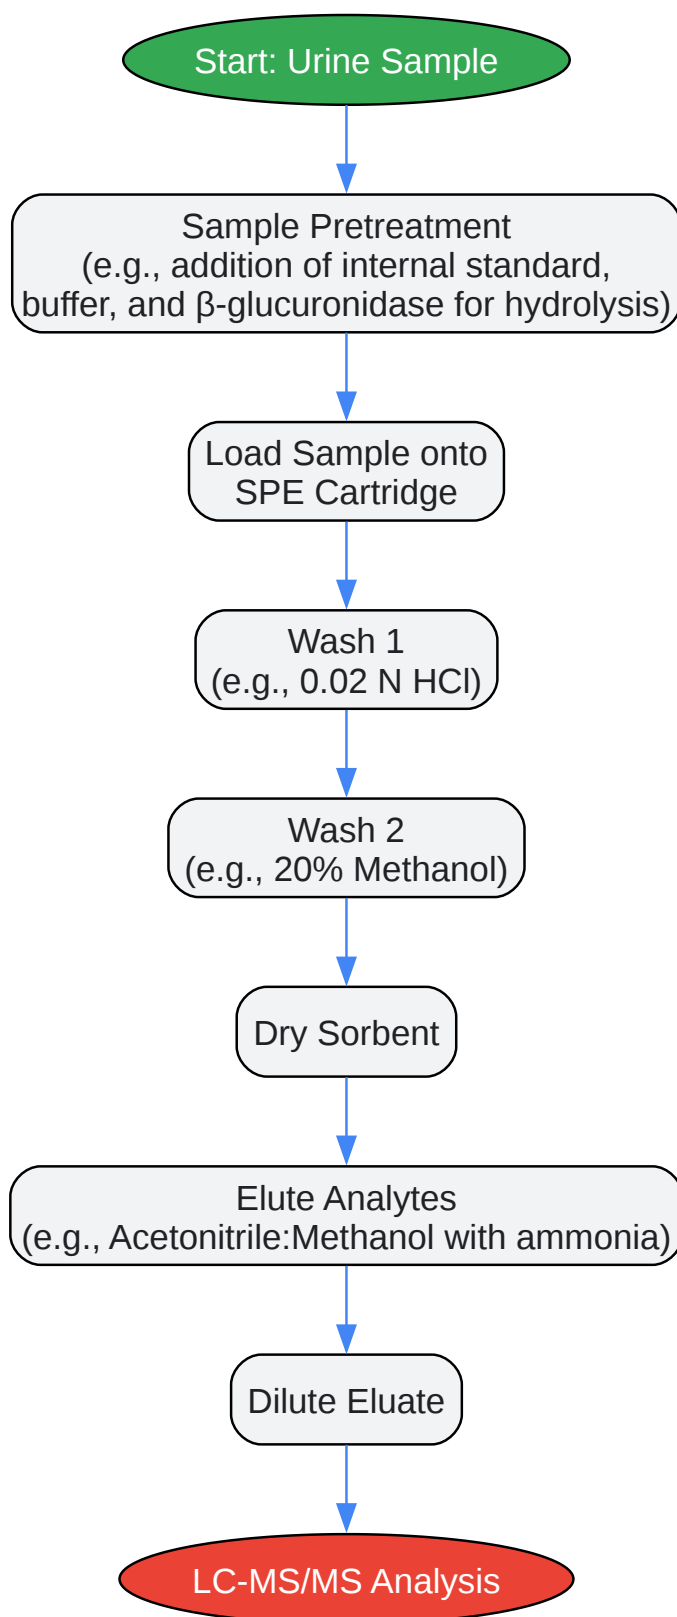 Start: Urine Sample
Sample Pretreatment
(e.g., addition of internal standard,
buffer, and β-glucuronidase for hydrolysis)
Load Sample onto
SPE Cartridge
Wash 1
(e.g., 0.02 N HCl)
Wash 2
(e.g., 20% Methanol)
Dry Sorbent
Elute Analytes
(e.g., Acetonitrile:Methanol with ammonia)
Dilute Eluate
LC-MS/MS Analysis